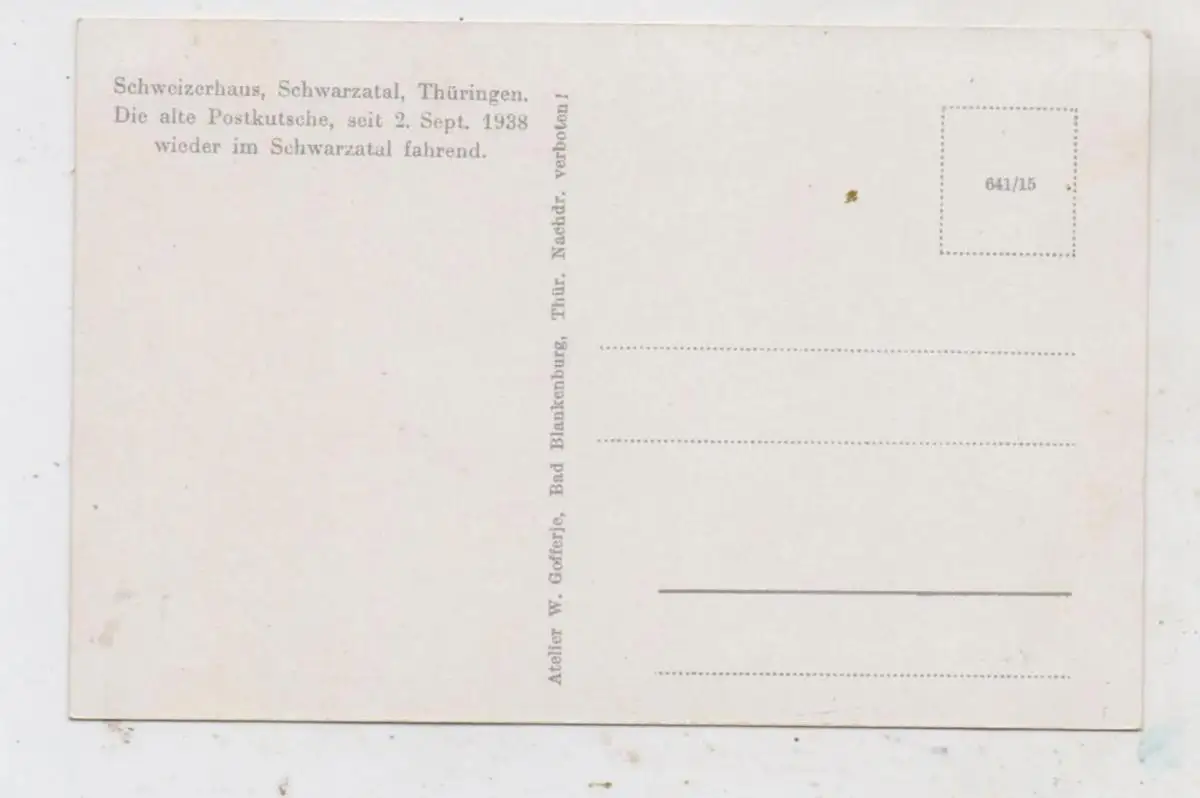 Schweizerhaus, Schwarzatal, Thüringen.
Die alte Postkutsche, seit 2. Sept. 1938
wieder im Schwarzatal fahrend.
Atelier W. Gofferje, Bad Blankenburg, Thür. Nachdr. verboten!
641/15